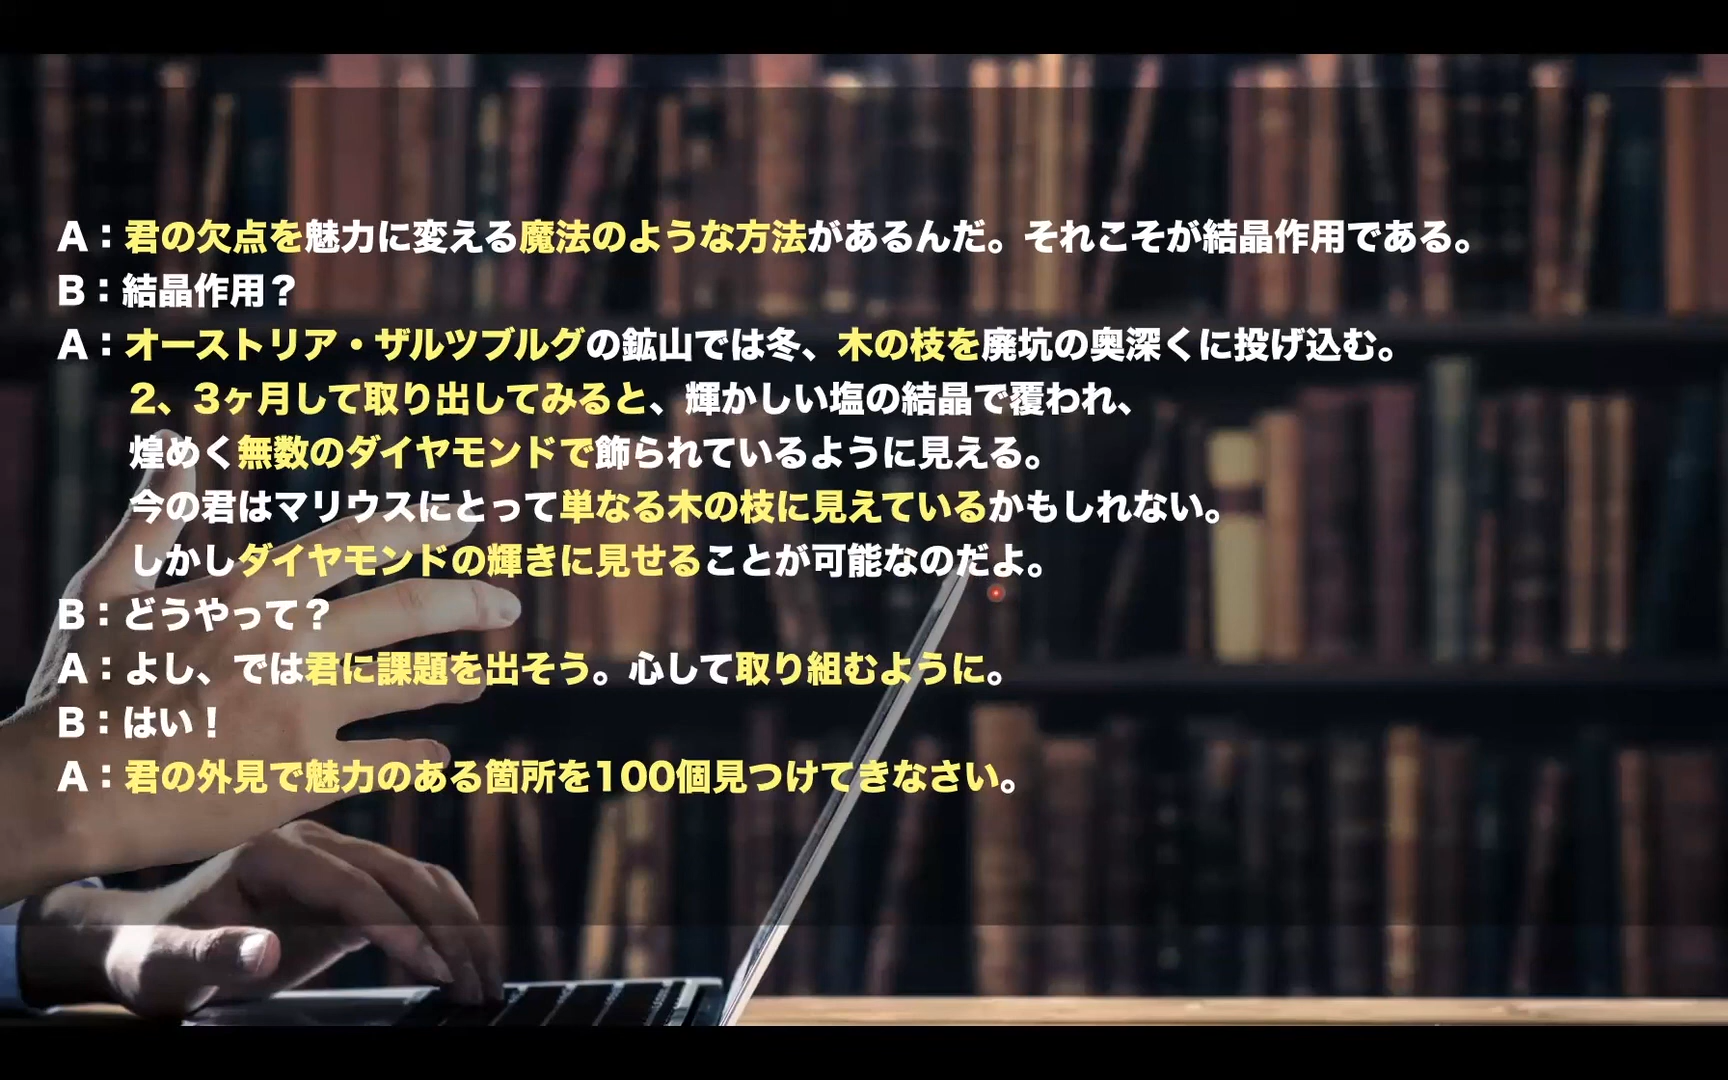 A：君の欠点を魅力に変える魔法のような方法があるんだ。それこそが結晶作用である。
B：結晶作用？
A：オーストリア・ザルツブルグの鉱山では冬、木の枝を廃坑の奥深くに投げ込む。
2、3ヶ月して取り出してみると、輝かしい塩の結晶で覆われ、
煌めく無数のダイヤモンドで飾られているように見える。
今の君はマリウスにとって単なる木の枝に見えているかもしれない。
しかしダイヤモンドの輝きに見せることが可能なのだよ。
B：どうやって？
A：よし、では君に課題を出そう。心して取り組むように。
B：はい！
A：君の外見で魅力のある箇所を100個見つけてきなさい。